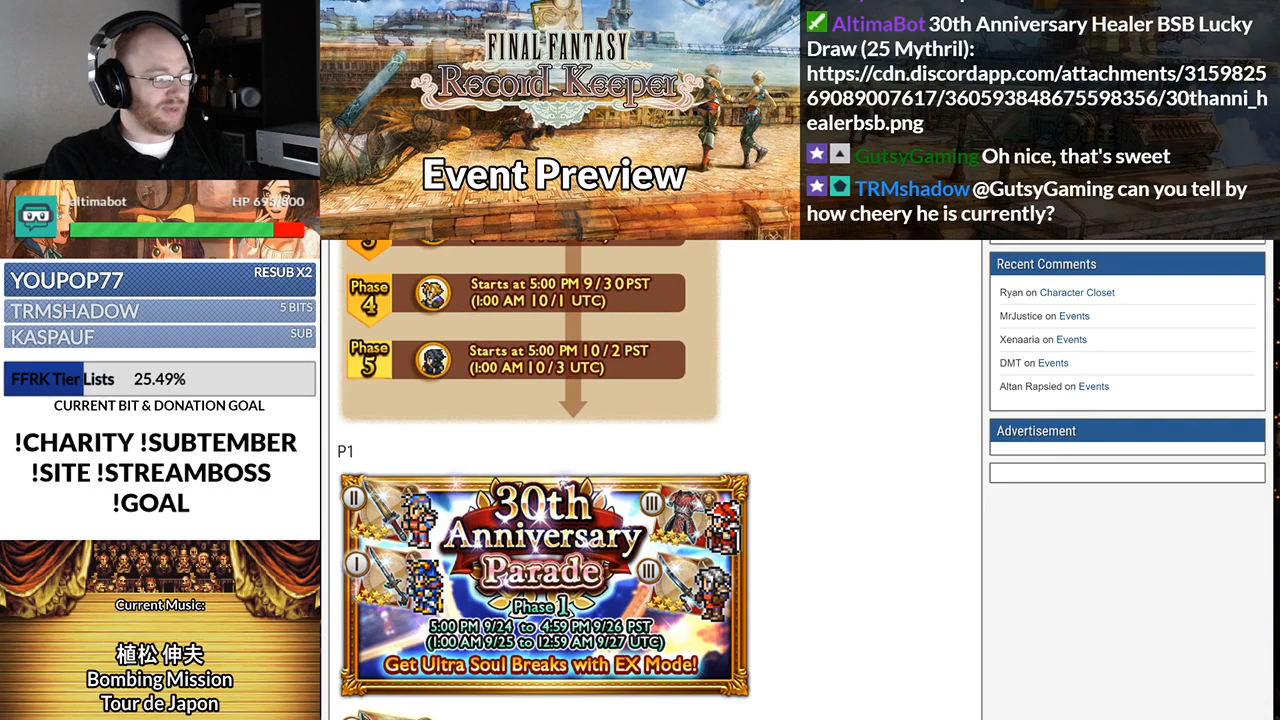 FINAL FANTASY
Record Keeper
Event Preview
AltimaBot 30th Anniversary Healer BSB Lucky
Draw (25 Mythril):
https://cdn.discordapp.com/attachments/3159825
69089007617/360593848675598356/30thanni_h
ealerbsb.png
GutsyGaming Oh nice, that's sweet
TRMshadow @GutsyGaming can you tell by
how cheery he is currently?
altimabot
YOUPOP77 RESUB X2
TRMSHADOW 5 BITS
KASPAUF SUB
FFRK Tier Lists 25.49%
CURRENT BIT & DONATION GOAL
!CHARITY !SUBTEMBER
!SITE !STREAMBOSS
!GOAL
Current Music:
植松 伸夫
Bombing Mission
Tour de Japon
Phase
4
Starts at 5:00 PM 9/30 PST
(1:00 AM 10/1 UTC)
Phase
5
Starts at 5:00 PM 10/2 PST
(1:00 AM 10/3 UTC)
P1
II
III
I
III
30th
Anniversary
Parade
Phase 1
5:00 PM 9/24 to 4:59 PM 9/26 PST
(1:00 AM 9/25 to 12:59 AM 9/27 UTC)
Get Ultra Soul Breaks with EX Mode!
Recent Comments
Ryan on Character Closet
MrJustice on Events
Xenaaria on Events
DMT on Events
Altan Rapsied on Events
Advertisement